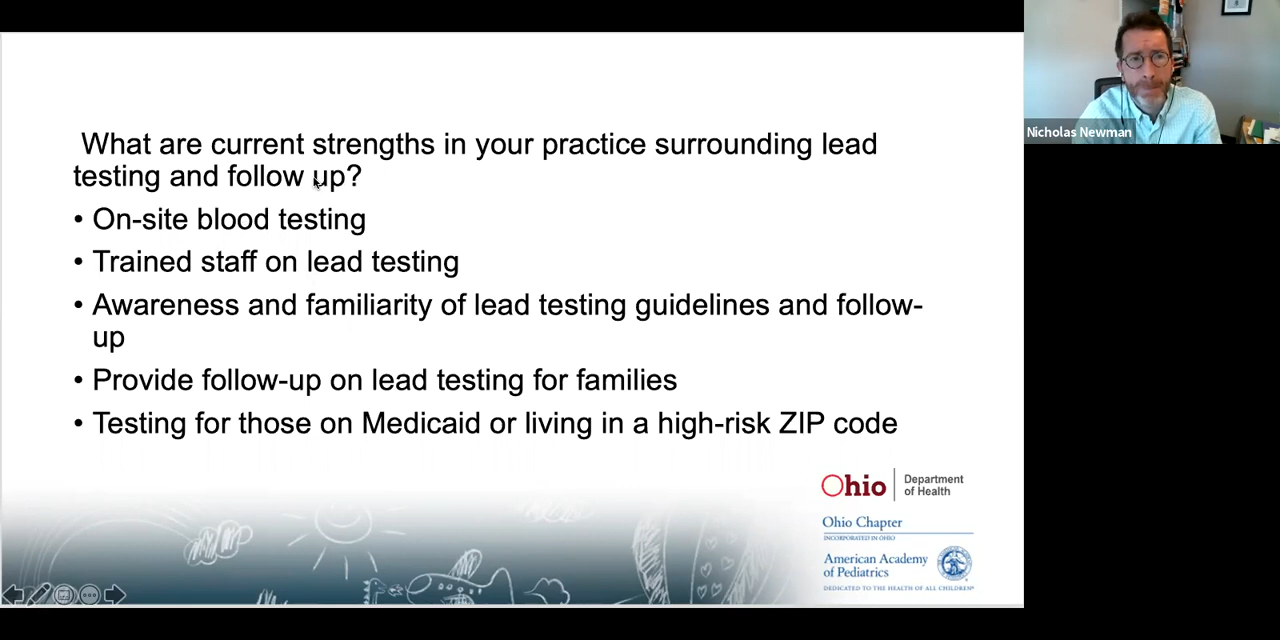 What are current strengths in your practice surrounding lead
testing and follow up?
• On-site blood testing
• Trained staff on lead testing
• Awareness and familiarity of lead testing guidelines and follow-
up
• Provide follow-up on lead testing for families
• Testing for those on Medicaid or living in a high-risk ZIP code
Nicholas Newman
Ohio Department
of Health
Ohio Chapter
INCORPORATED IN OHIO
American Academy
of Pediatrics
DEDICATED TO THE HEALTH OF ALL CHILDREN®